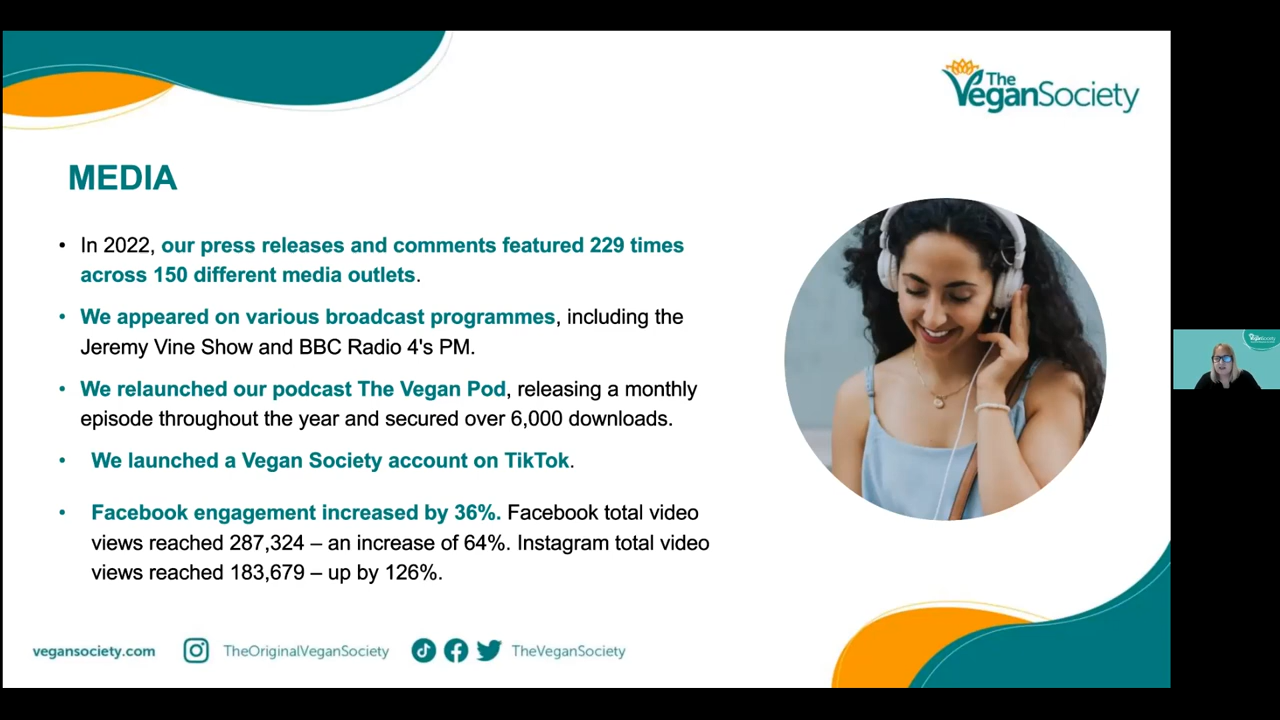 The
VeganSociety
MEDIA
• In 2022, our press releases and comments featured 229 times
across 150 different media outlets.
• We appeared on various broadcast programmes, including the
Jeremy Vine Show and BBC Radio 4's PM.
• We relaunched our podcast The Vegan Pod, releasing a monthly
episode throughout the year and secured over 6,000 downloads.
• We launched a Vegan Society account on TikTok.
• Facebook engagement increased by 36%. Facebook total video
views reached 287,324 – an increase of 64%. Instagram total video
views reached 183,679 – up by 126%.
vegansociety.com TheOriginalVeganSociety TheVeganSociety